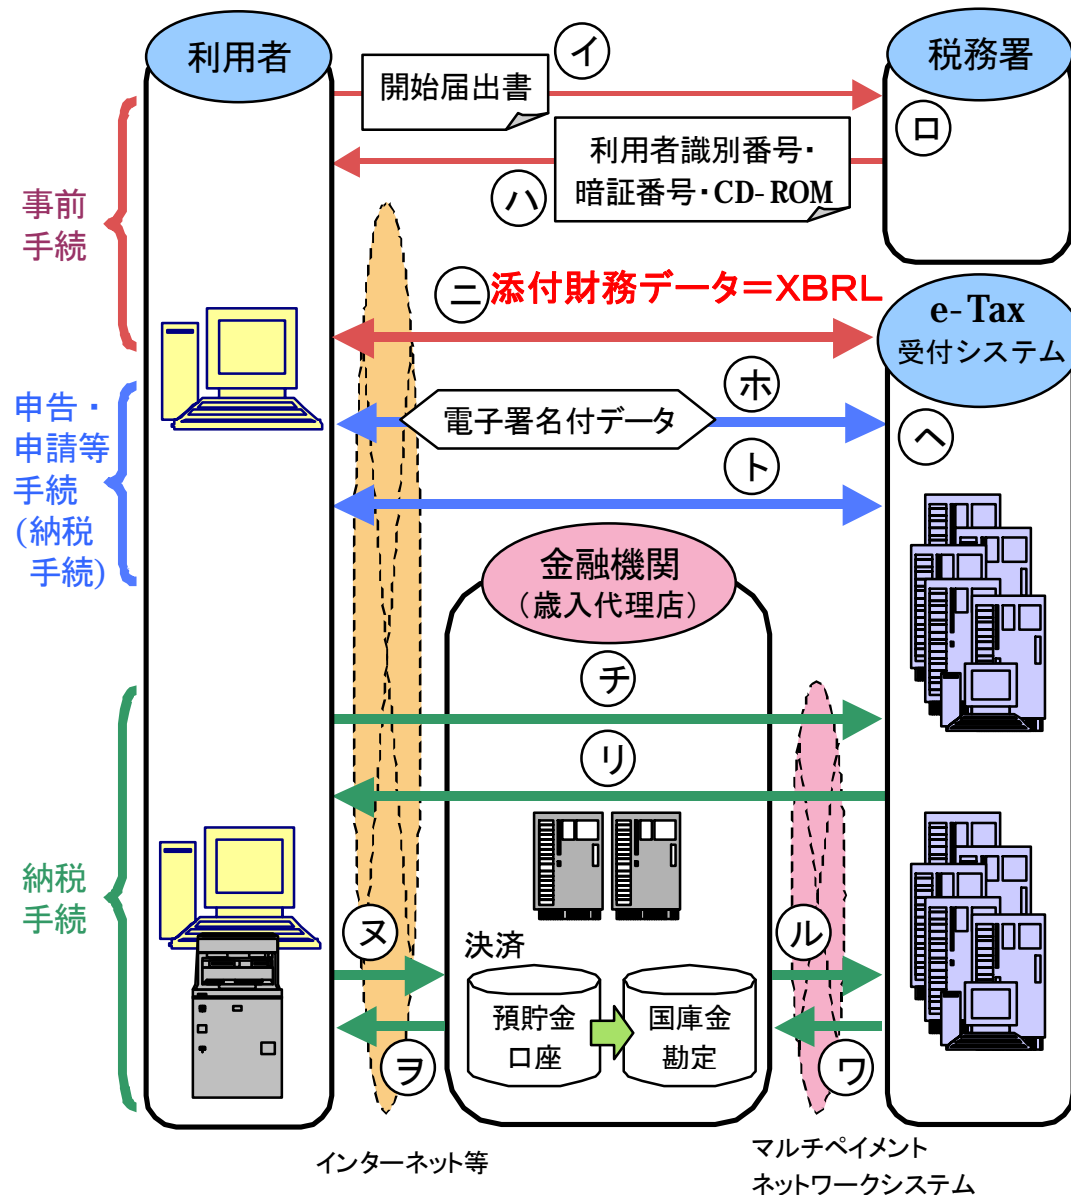 利用者
イ
税務署
開始届出書
ロ
利用者識別番号・
暗証番号・CD-ROM
ハ
事前
手続
ニ
添付財務データ＝XBRL
e-Tax
受付システム
申告・
申請等
手続
(納税
手続)
ホ
電子署名付データ
ヘ
ト
金融機関
（歳入代理店）
チ
リ
納税
手続
ヌ
決済
ル
預貯金
口座
国庫金
勘定
ヲ
ワ
インターネット等
マルチペイメント
ネットワークシステム